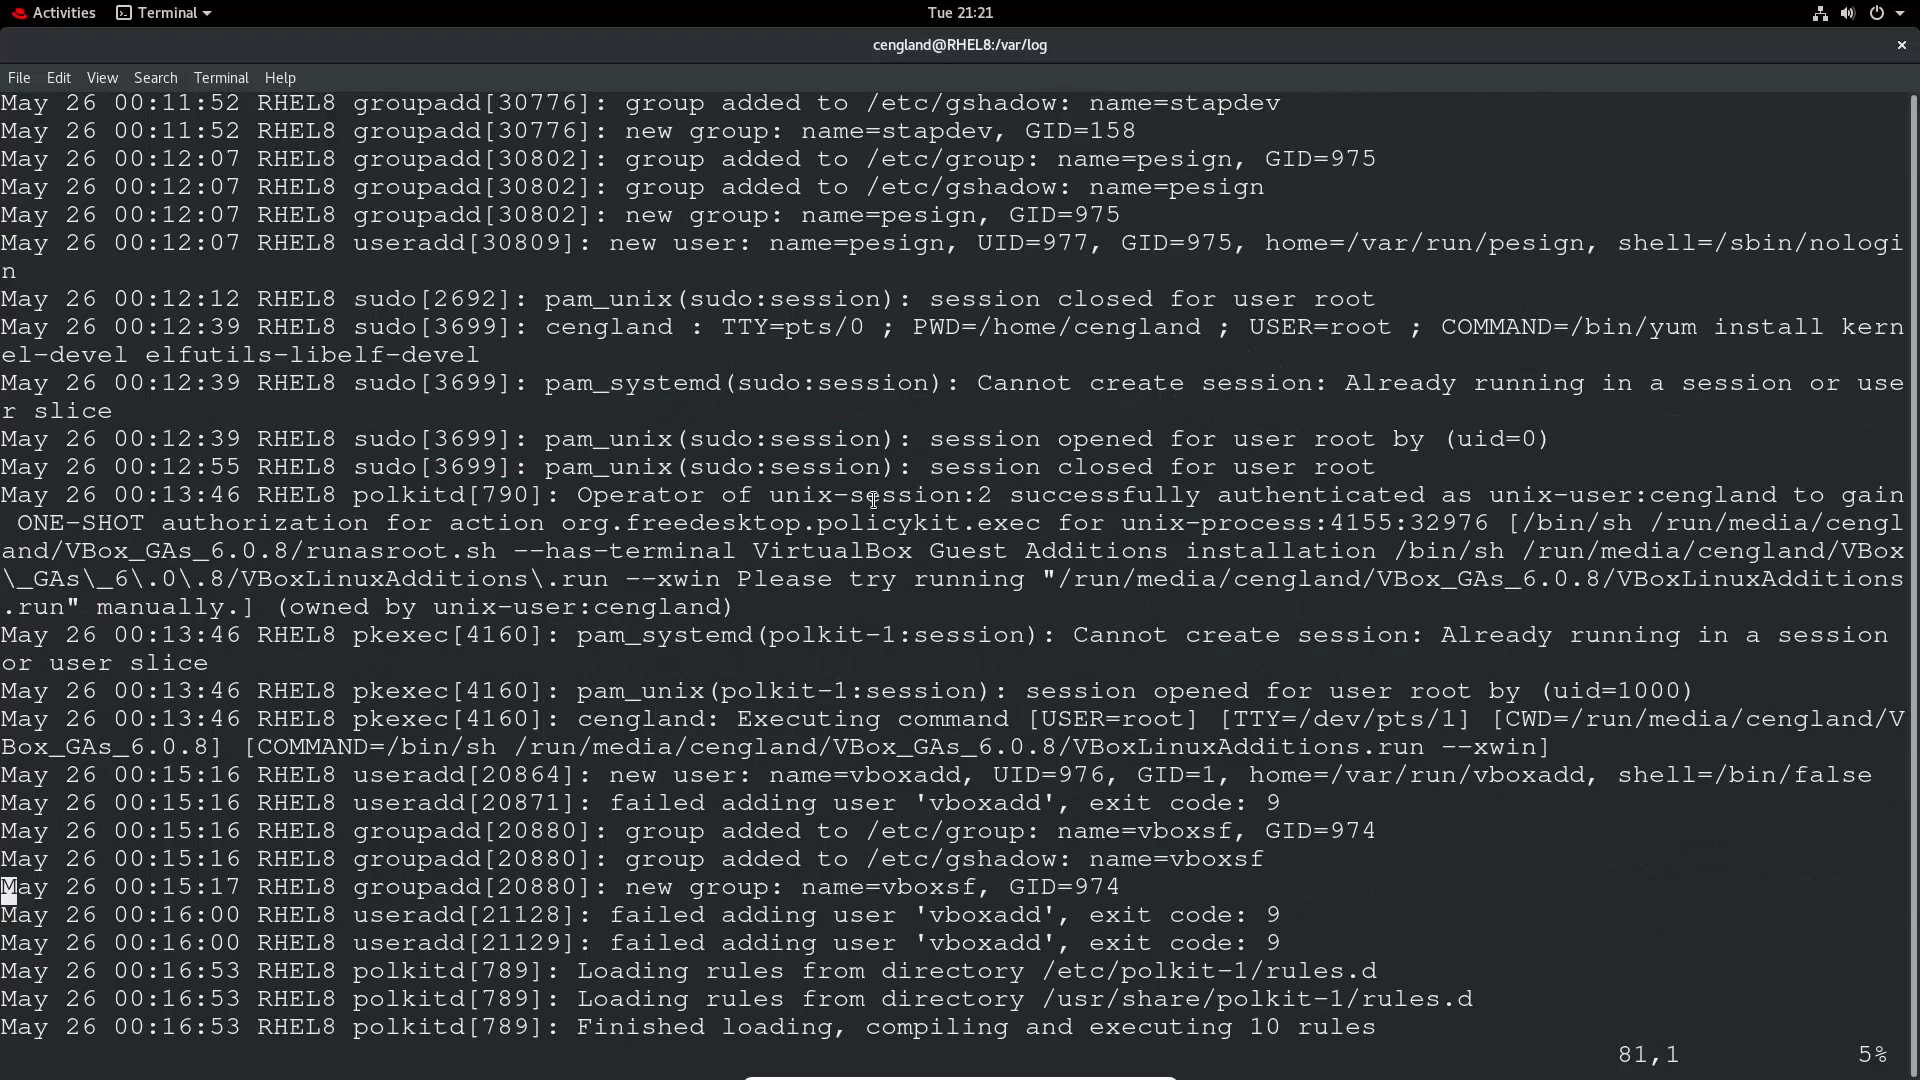 Activities Terminal Tue 21:21
cengland@RHEL8:/var/log ×
File Edit View Search Terminal Help
May 26 00:11:52 RHEL8 groupadd[30776]: group added to /etc/gshadow: name=stapdev
May 26 00:11:52 RHEL8 groupadd[30776]: new group: name=stapdev, GID=158
May 26 00:12:07 RHEL8 groupadd[30802]: group added to /etc/group: name=pesign, GID=975
May 26 00:12:07 RHEL8 groupadd[30802]: group added to /etc/gshadow: name=pesign
May 26 00:12:07 RHEL8 groupadd[30802]: new group: name=pesign, GID=975
May 26 00:12:07 RHEL8 useradd[30809]: new user: name=pesign, UID=977, GID=975, home=/var/run/pesign, shell=/sbin/nologi
n
May 26 00:12:12 RHEL8 sudo[2692]: pam_unix(sudo:session): session closed for user root
May 26 00:12:39 RHEL8 sudo[3699]: cengland : TTY=pts/0 ; PWD=/home/cengland ; USER=root ; COMMAND=/bin/yum install kern
el-devel elfutils-libelf-devel
May 26 00:12:39 RHEL8 sudo[3699]: pam_systemd(sudo:session): Cannot create session: Already running in a session or use
r slice
May 26 00:12:39 RHEL8 sudo[3699]: pam_unix(sudo:session): session opened for user root by (uid=0)
May 26 00:12:55 RHEL8 sudo[3699]: pam_unix(sudo:session): session closed for user root
May 26 00:13:46 RHEL8 polkitd[790]: Operator of unix-session:2 successfully authenticated as unix-user:cengland to gain
 ONE-SHOT authorization for action org.freedesktop.policykit.exec for unix-process:4155:32976 [/bin/sh /run/media/cengl
and/VBox_GAs_6.0.8/runasroot.sh --has-terminal VirtualBox Guest Additions installation /bin/sh /run/media/cengland/VBox
\_GAs\_6\.0\.8/VBoxLinuxAdditions\.run --xwin Please try running "/run/media/cengland/VBox_GAs_6.0.8/VBoxLinuxAdditions
.run" manually.] (owned by unix-user:cengland)
May 26 00:13:46 RHEL8 pkexec[4160]: pam_systemd(polkit-1:session): Cannot create session: Already running in a session
or user slice
May 26 00:13:46 RHEL8 pkexec[4160]: pam_unix(polkit-1:session): session opened for user root by (uid=1000)
May 26 00:13:46 RHEL8 pkexec[4160]: cengland: Executing command [USER=root] [TTY=/dev/pts/1] [CWD=/run/media/cengland/V
Box_GAs_6.0.8] [COMMAND=/bin/sh /run/media/cengland/VBox_GAs_6.0.8/VBoxLinuxAdditions.run --xwin]
May 26 00:15:16 RHEL8 useradd[20864]: new user: name=vboxadd, UID=976, GID=1, home=/var/run/vboxadd, shell=/bin/false
May 26 00:15:16 RHEL8 useradd[20871]: failed adding user 'vboxadd', exit code: 9
May 26 00:15:16 RHEL8 groupadd[20880]: group added to /etc/group: name=vboxsf, GID=974
May 26 00:15:16 RHEL8 groupadd[20880]: group added to /etc/gshadow: name=vboxsf
May 26 00:15:17 RHEL8 groupadd[20880]: new group: name=vboxsf, GID=974
May 26 00:16:00 RHEL8 useradd[21128]: failed adding user 'vboxadd', exit code: 9
May 26 00:16:00 RHEL8 useradd[21129]: failed adding user 'vboxadd', exit code: 9
May 26 00:16:53 RHEL8 polkitd[789]: Loading rules from directory /etc/polkit-1/rules.d
May 26 00:16:53 RHEL8 polkitd[789]: Loading rules from directory /usr/share/polkit-1/rules.d
May 26 00:16:53 RHEL8 polkitd[789]: Finished loading, compiling and executing 10 rules
81,1 5%